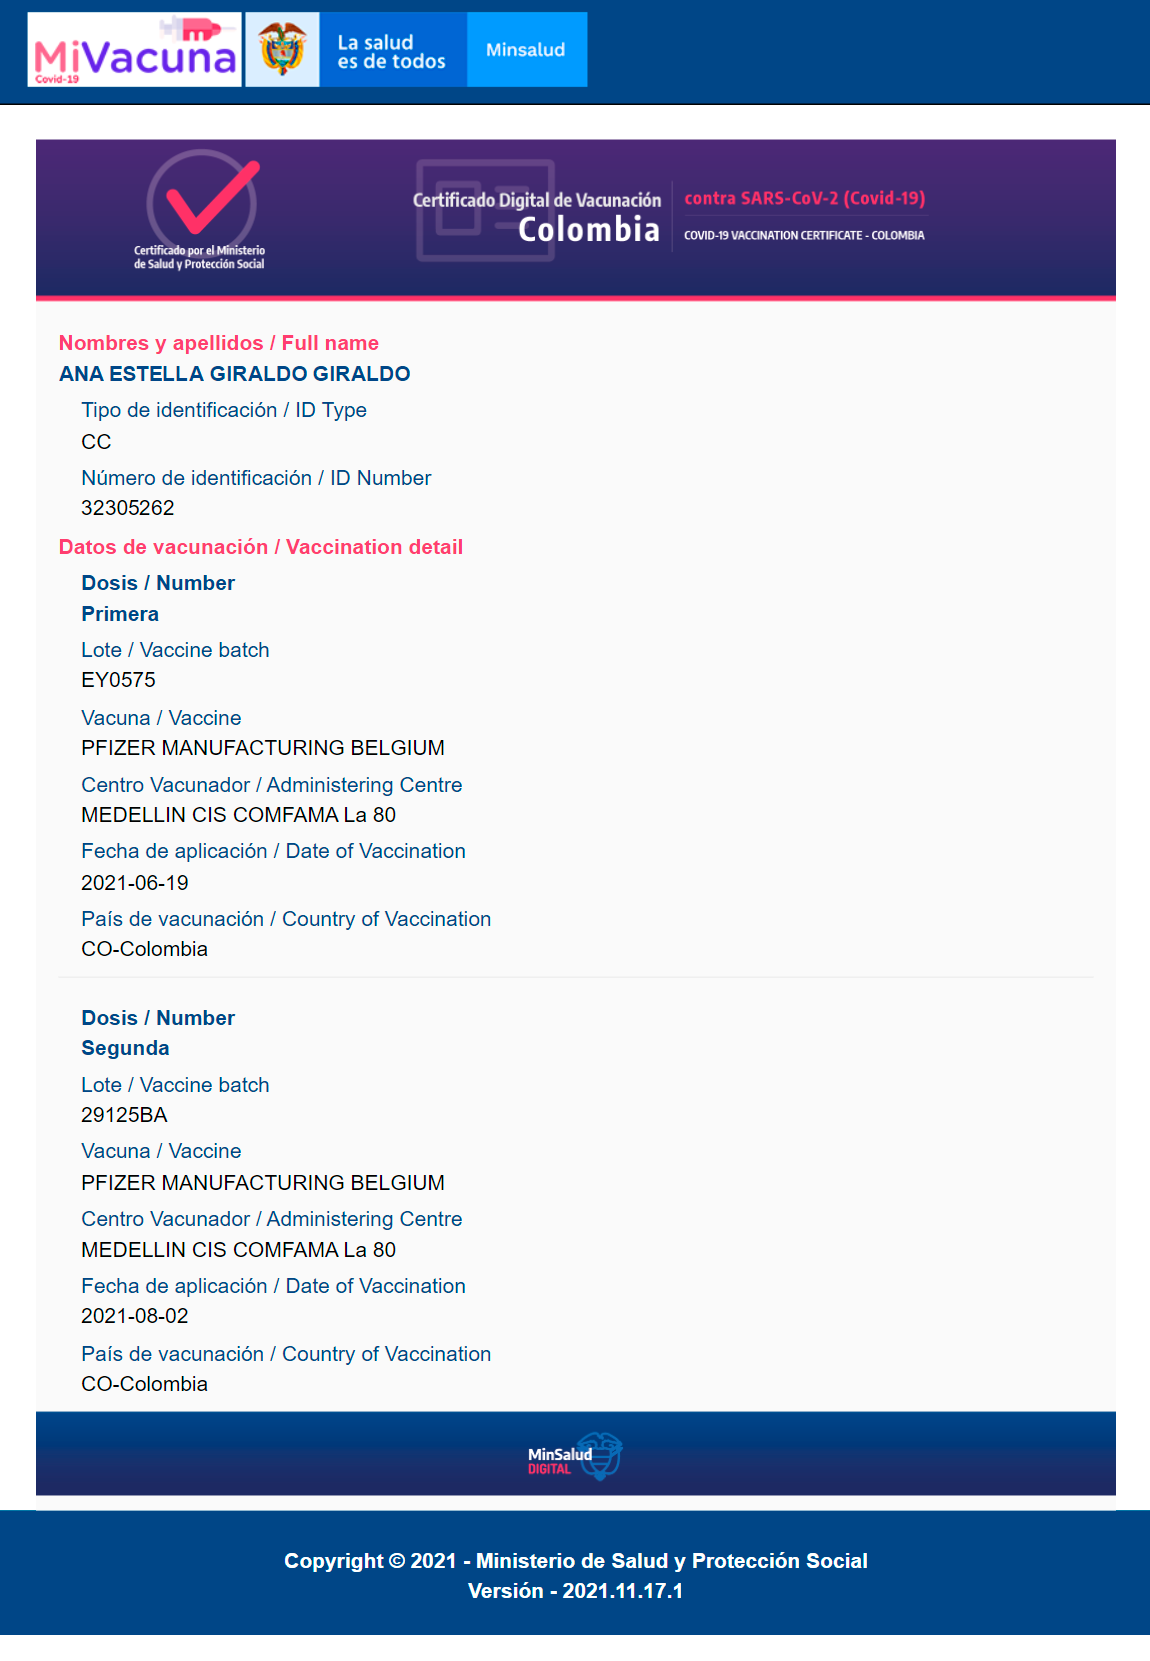 MiVacuna
Covid-19
La salud
es de todos
Minsalud
Certificado por el Ministerio
de Salud y Protección Social
Certificado Digital de Vacunación
Colombia
contra SARS-CoV-2 (Covid-19)
COVID-19 VACCINATION CERTIFICATE - COLOMBIA
Nombres y apellidos / Full name
ANA ESTELLA GIRALDO GIRALDO
Tipo de identificación / ID Type
CC
Número de identificación / ID Number
32305262
Datos de vacunación / Vaccination detail
Dosis / Number
Primera
Lote / Vaccine batch
EY0575
Vacuna / Vaccine
PFIZER MANUFACTURING BELGIUM
Centro Vacunador / Administering Centre
MEDELLIN CIS COMFAMA La 80
Fecha de aplicación / Date of Vaccination
2021-06-19
País de vacunación / Country of Vaccination
CO-Colombia
Dosis / Number
Segunda
Lote / Vaccine batch
29125BA
Vacuna / Vaccine
PFIZER MANUFACTURING BELGIUM
Centro Vacunador / Administering Centre
MEDELLIN CIS COMFAMA La 80
Fecha de aplicación / Date of Vaccination
2021-08-02
País de vacunación / Country of Vaccination
CO-Colombia
MinSalud
DIGITAL
Copyright © 2021 - Ministerio de Salud y Protección Social
Versión - 2021.11.17.1